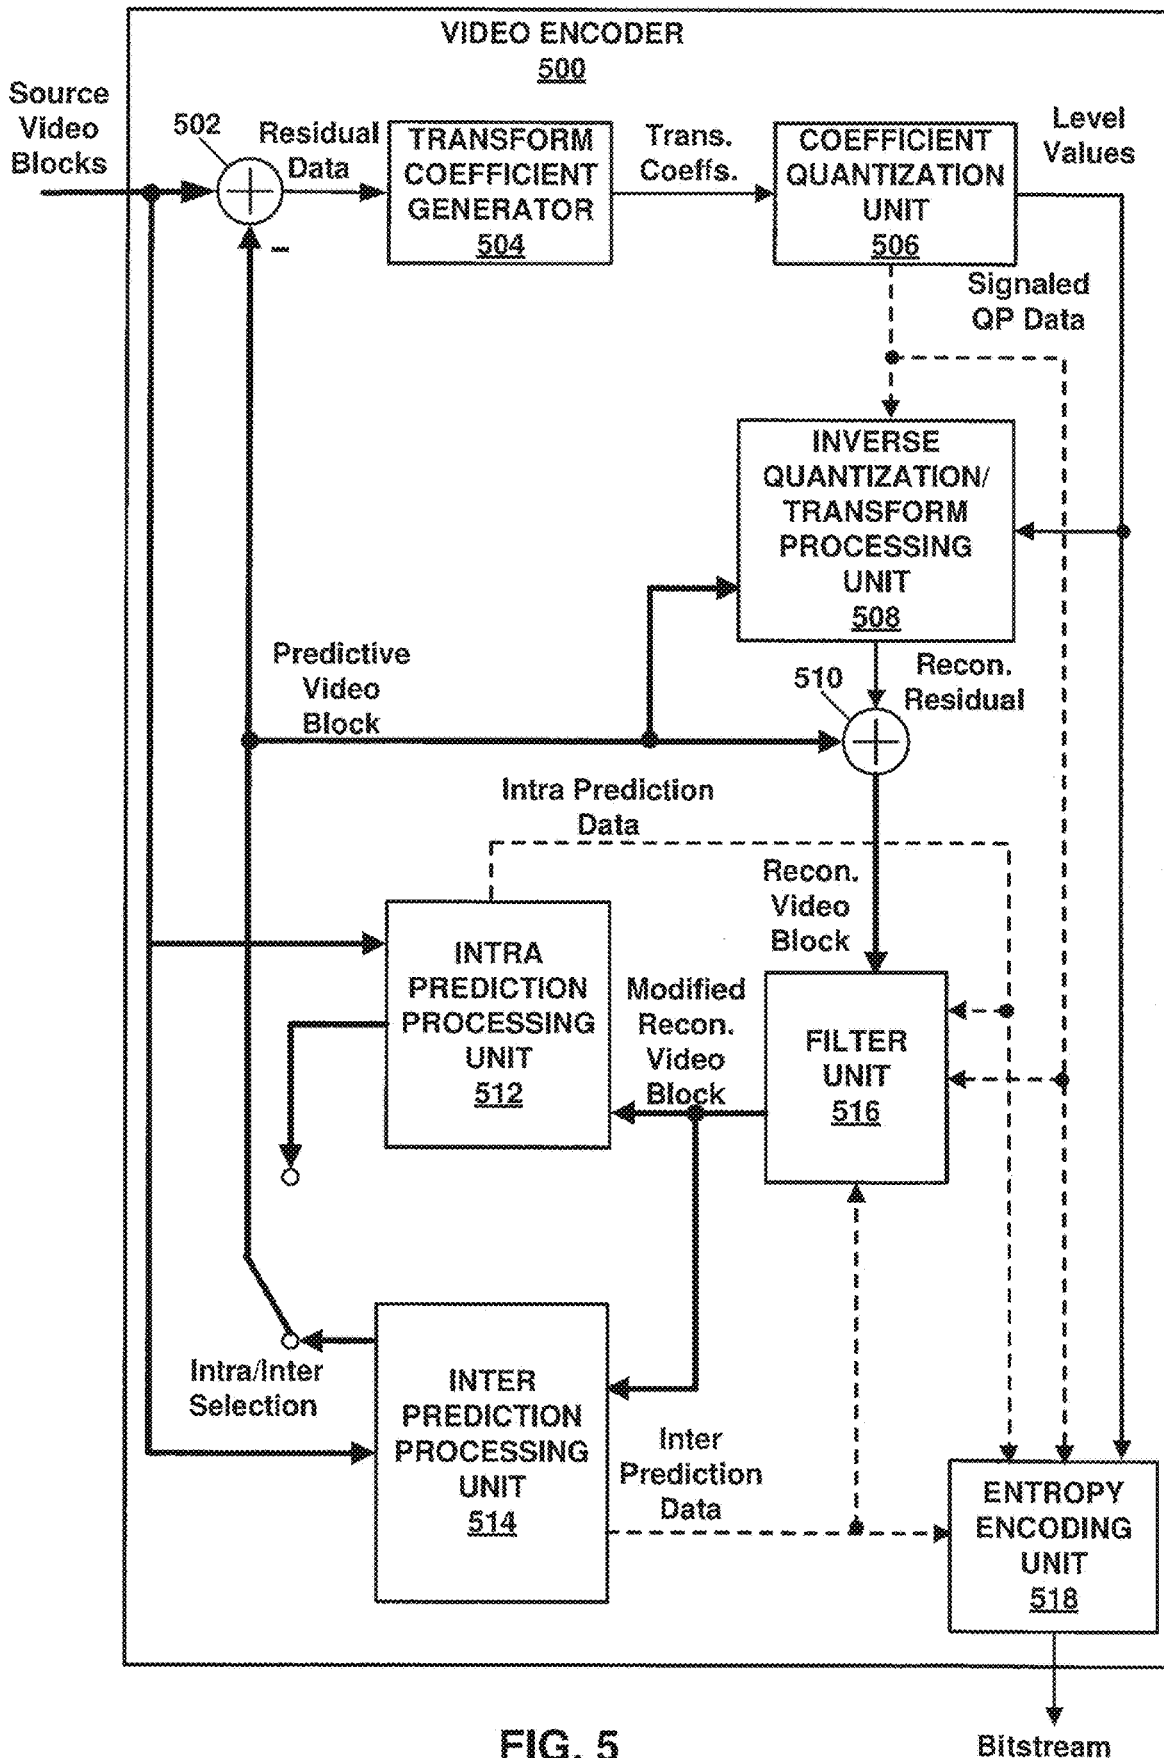 VIDEO ENCODER
500
Source
Video
Blocks
502
Residual
Data
TRANSFORM
COEFFICIENT
GENERATOR
504
Trans.
Coeffs.
COEFFICIENT
QUANTIZATION
UNIT
506
Level
Values
–
Signaled
QP Data
INVERSE
QUANTIZATION/
TRANSFORM
PROCESSING
UNIT
508
Predictive
Video
Block
510
Recon.
Residual
Intra Prediction
Data
Recon.
Video
Block
INTRA
PREDICTION
PROCESSING
UNIT
512
Modified
Recon.
Video
Block
FILTER
UNIT
516
Intra/Inter
Selection
INTER
PREDICTION
PROCESSING
UNIT
514
Inter
Prediction
Data
ENTROPY
ENCODING
UNIT
518
FIG. 5
Bitstream